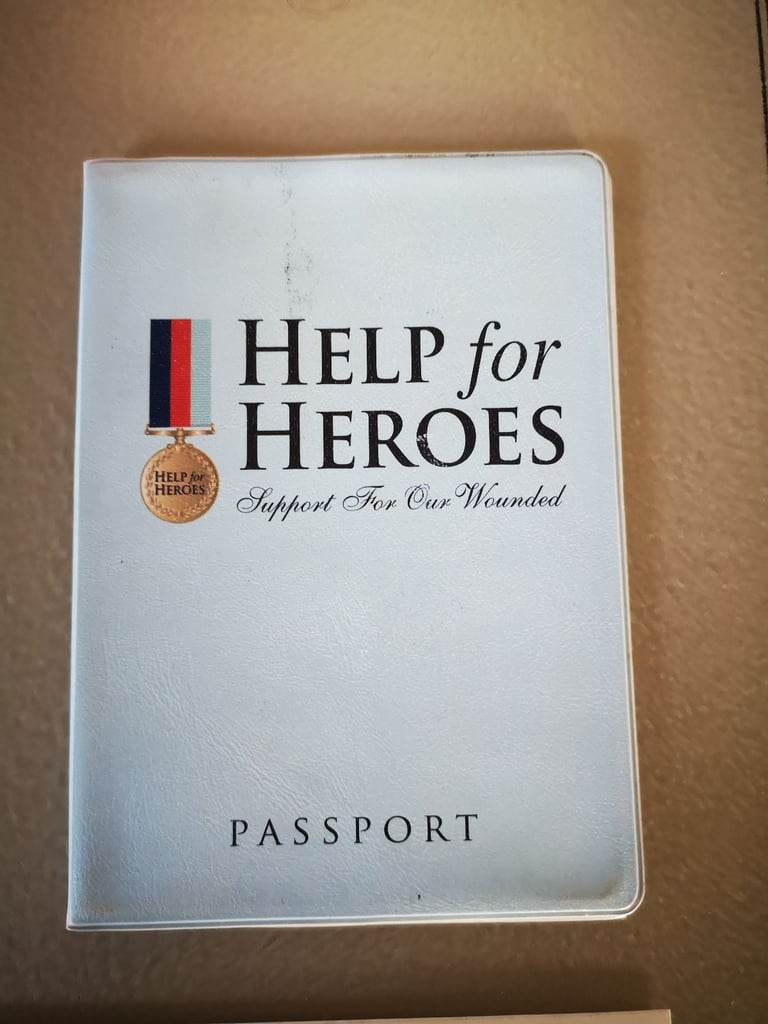 HELP for
HEROES
Support For Our Wounded
HELP for
HEROES
PASSPORT